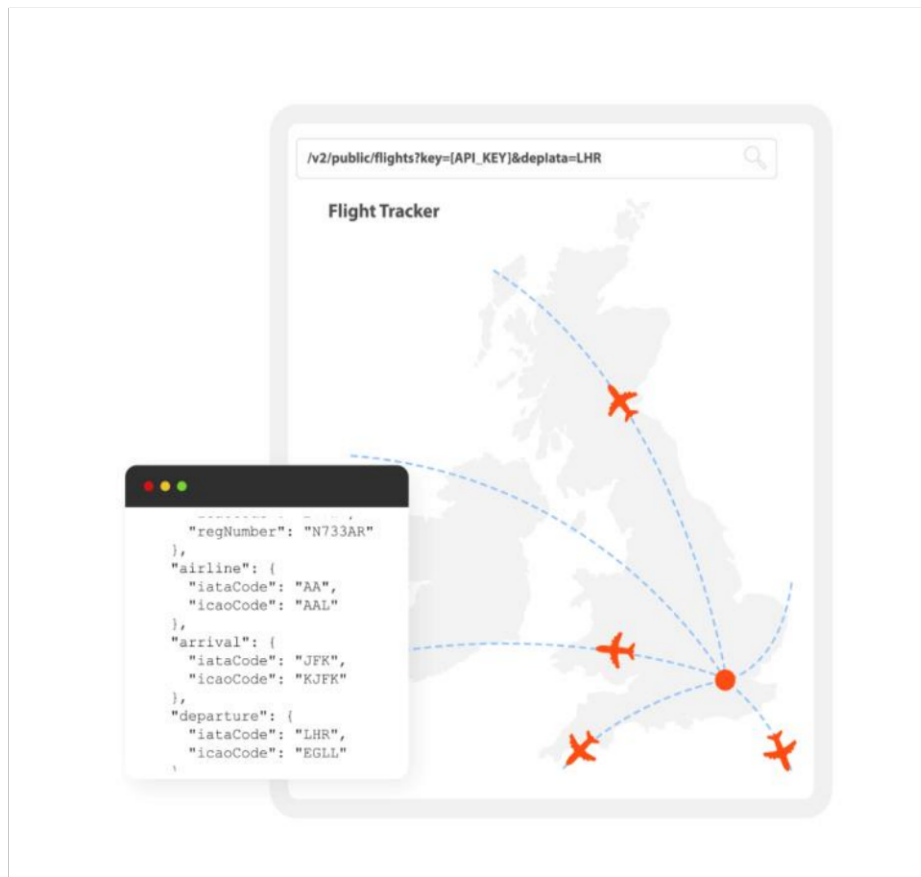 /v2/public/flights?key=[API_KEY]&depIata=LHR
Flight Tracker
"regNumber": "N733AR"
},
"airline": {
"iataCode": "AA",
"icaoCode": "AAL"
},
"arrival": {
"iataCode": "JFK",
"icaoCode": "KJFK"
},
"departure": {
"iataCode": "LHR",
"icaoCode": "EGLL"